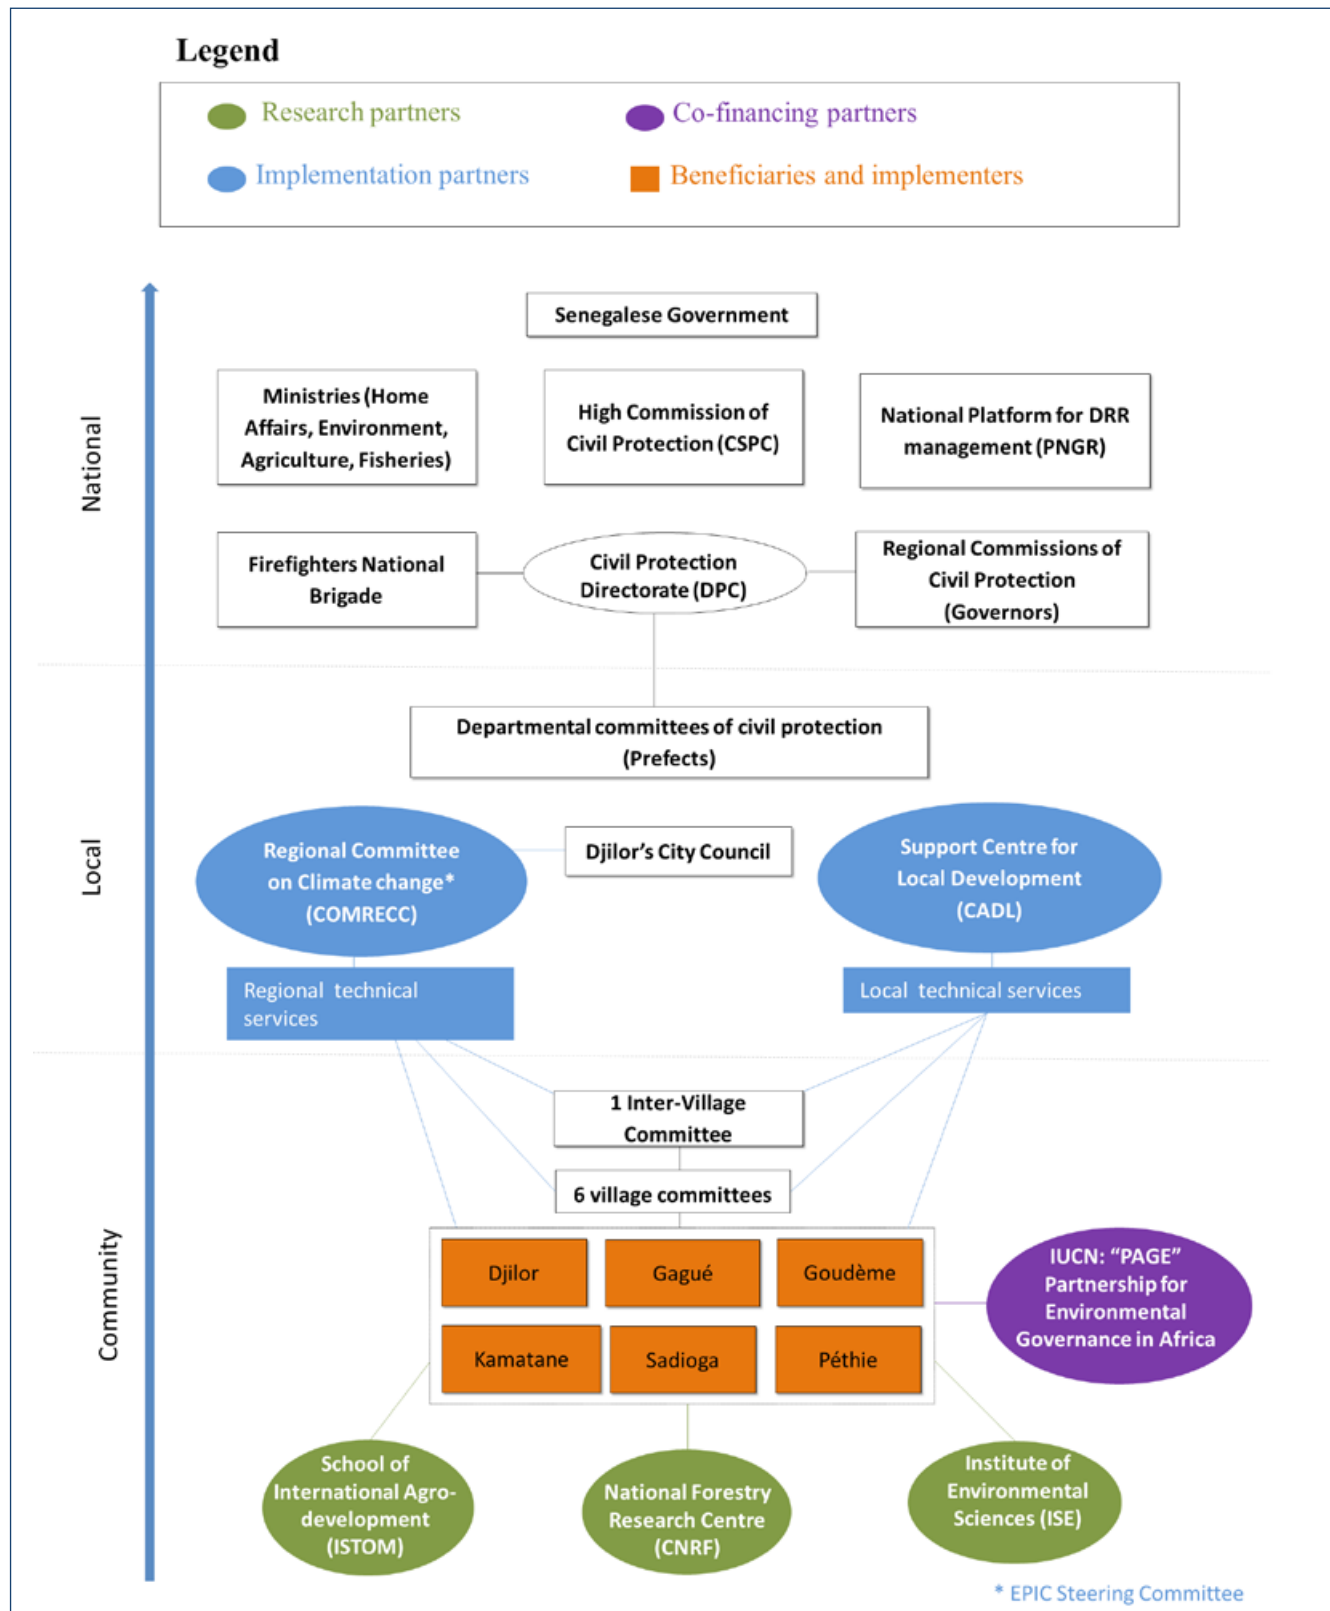 Legend
Research partners
Co-financing partners
Implementation partners
Beneficiaries and implementers
National
Senegalese Government
Ministries (Home
Affairs, Environment,
Agriculture, Fisheries)
High Commission of
Civil Protection (CSPC)
National Platform for DRR
management (PNGR)
Firefighters National
Brigade
Civil Protection
Directorate (DPC)
Regional Commissions of
Civil Protection
(Governors)
Local
Departmental committees of civil protection
(Prefects)
Regional Committee
on Climate change*
(COMRECC)
Djilor's City Council
Support Centre for
Local Development
(CADL)
Regional technical
services
Local technical services
Community
1 Inter-Village
Committee
6 village committees
Djilor
Gagué
Goudème
Kamatane
Sadioga
Péthie
IUCN: “PAGE”
Partnership for
Environmental
Governance in Africa
School of
International Agro-
development
(ISTOM)
National Forestry
Research Centre
(CNRF)
Institute of
Environmental
Sciences (ISE)
* EPIC Steering Committee